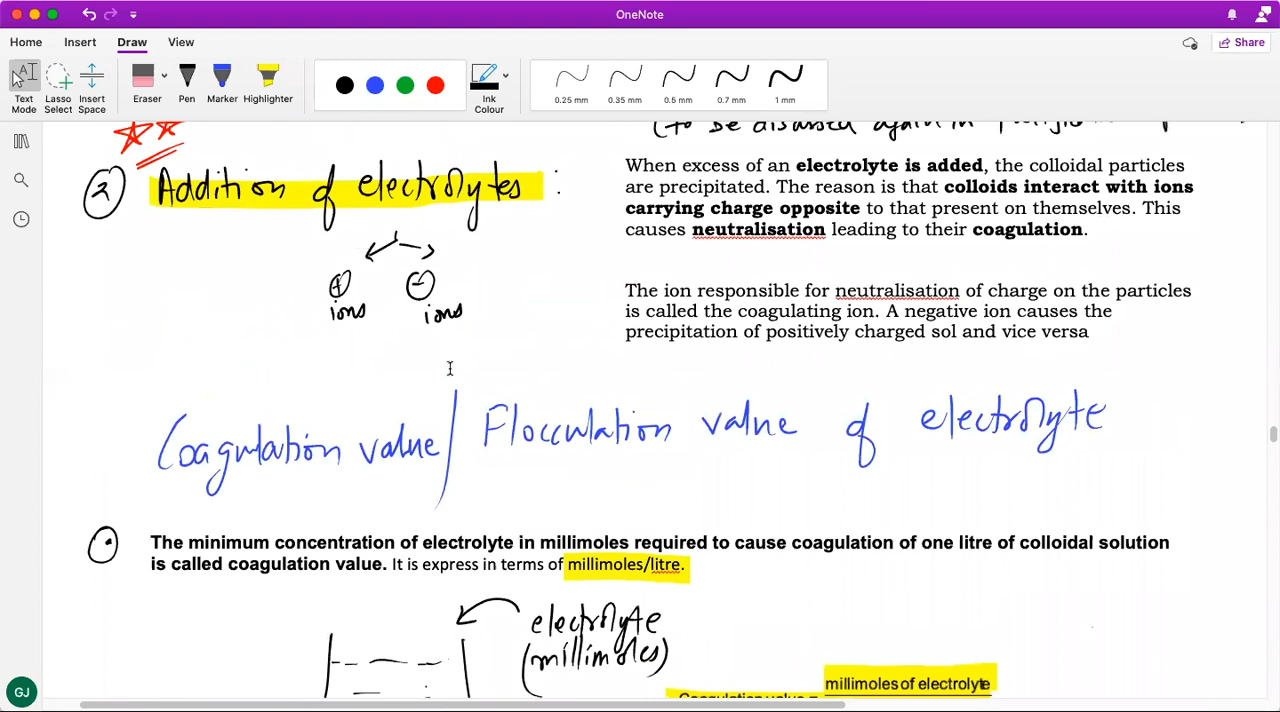 OneNote
Home Insert Draw View
Share
Text Mode
Lasso Select
Insert Space
Eraser
Pen
Marker
Highlighter
Ink Colour
0.25 mm
0.35 mm
0.5 mm
0.7 mm
1 mm
(to be discussed again in
② Addition of electrolytes :
⊕ ions
⊖ ions
When excess of an electrolyte is added, the colloidal particles
are precipitated. The reason is that colloids interact with ions
carrying charge opposite to that present on themselves. This
causes neutralisation leading to their coagulation.
The ion responsible for neutralisation of charge on the particles
is called the coagulating ion. A negative ion causes the
precipitation of positively charged sol and vice versa
Coagulation value / Flocculation value of electrolyte
The minimum concentration of electrolyte in millimoles required to cause coagulation of one litre of colloidal solution
is called coagulation value. It is express in terms of millimoles/litre.
electrolyte
(millimoles)
millimoles of electrolyte
Coagulation value =
GJ